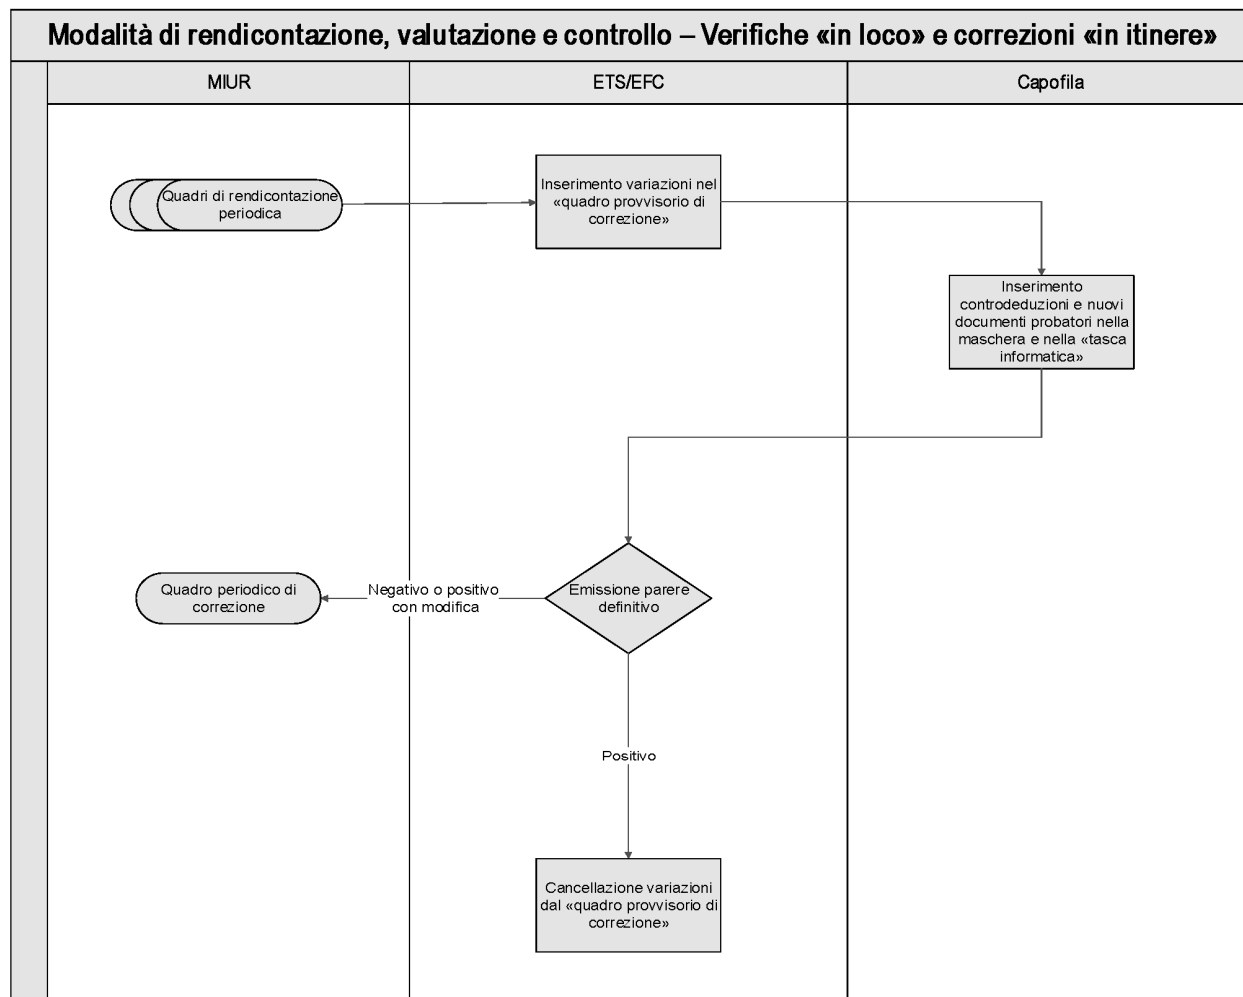 Modalità di rendicontazione, valutazione e controllo – Verifiche «in loco» e correzioni «in itinere»
MIUR
ETS/EFC
Capofila
Quadri di rendicontazione
periodica
Inserimento variazioni nel
«quadro provvisorio di
correzione»
Inserimento
controdeduzioni e nuovi
documenti probatori nella
maschera e nella «tasca
informatica»
Quadro periodico di
correzione
Negativo o positivo
con modifica
Emissione parere
definitivo
Positivo
Cancellazione variazioni
dal «quadro provvisorio di
correzione»